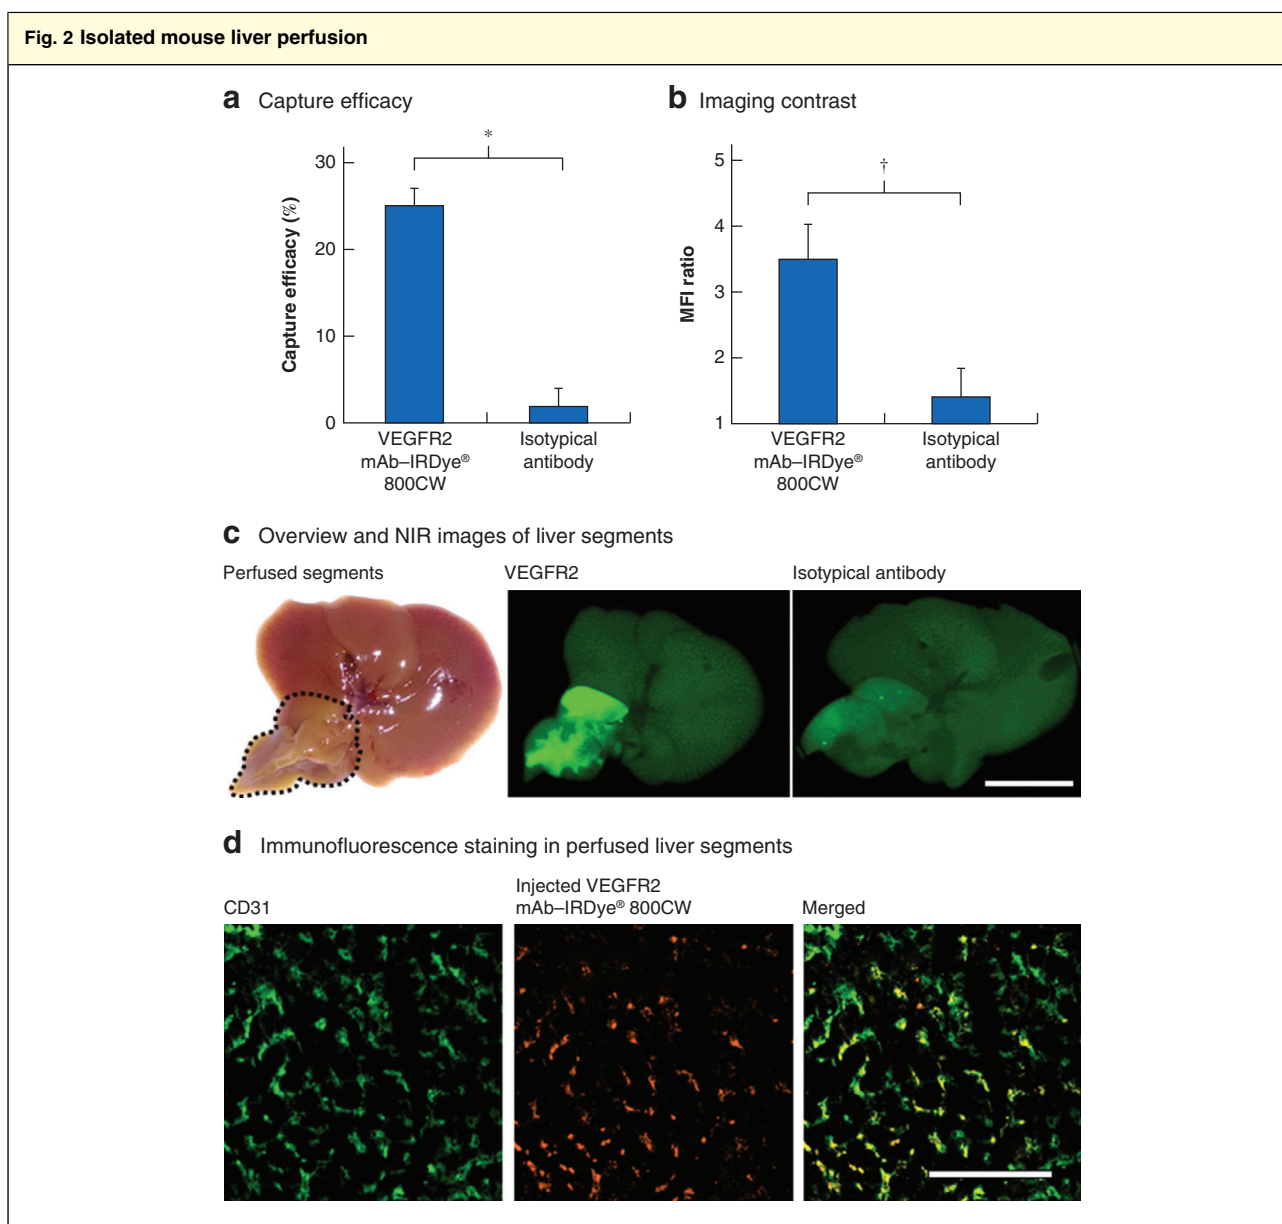 Fig. 2 Isolated mouse liver perfusion
a Capture efficacy
*
30
20
10
0
Capture efficacy (%)
VEGFR2
mAb–IRDye® 800CW
Isotypical
antibody
b Imaging contrast
†
5
4
3
2
1
MFI ratio
VEGFR2
mAb–IRDye®
800CW
Isotypical
antibody
c Overview and NIR images of liver segments
Perfused segments
VEGFR2
Isotypical antibody
d Immunofluorescence staining in perfused liver segments
CD31
Injected VEGFR2
mAb–IRDye® 800CW
Merged